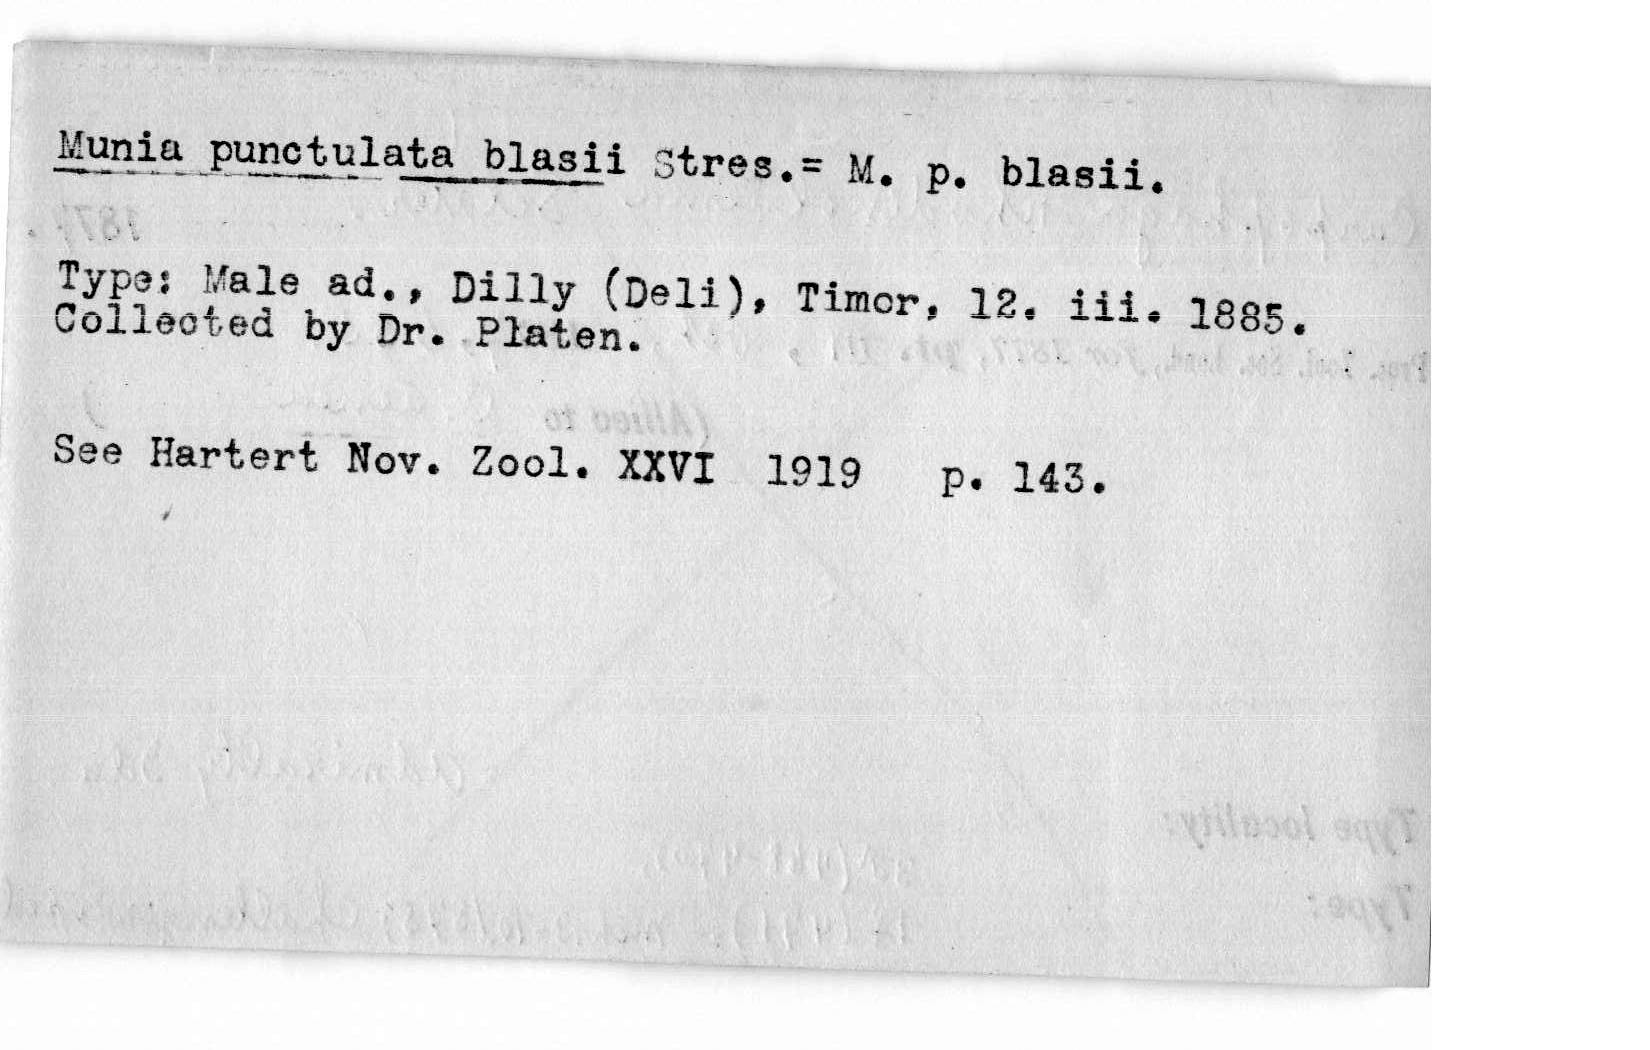 Munia punctulata blasii Stres.= M. p. blasii.
Type: Male ad., Dilly (Deli), Timor, 12. iii. 1885.
Collected by Dr. Platen.
See Hartert Nov. Zool. XXVI 1919 p. 143.